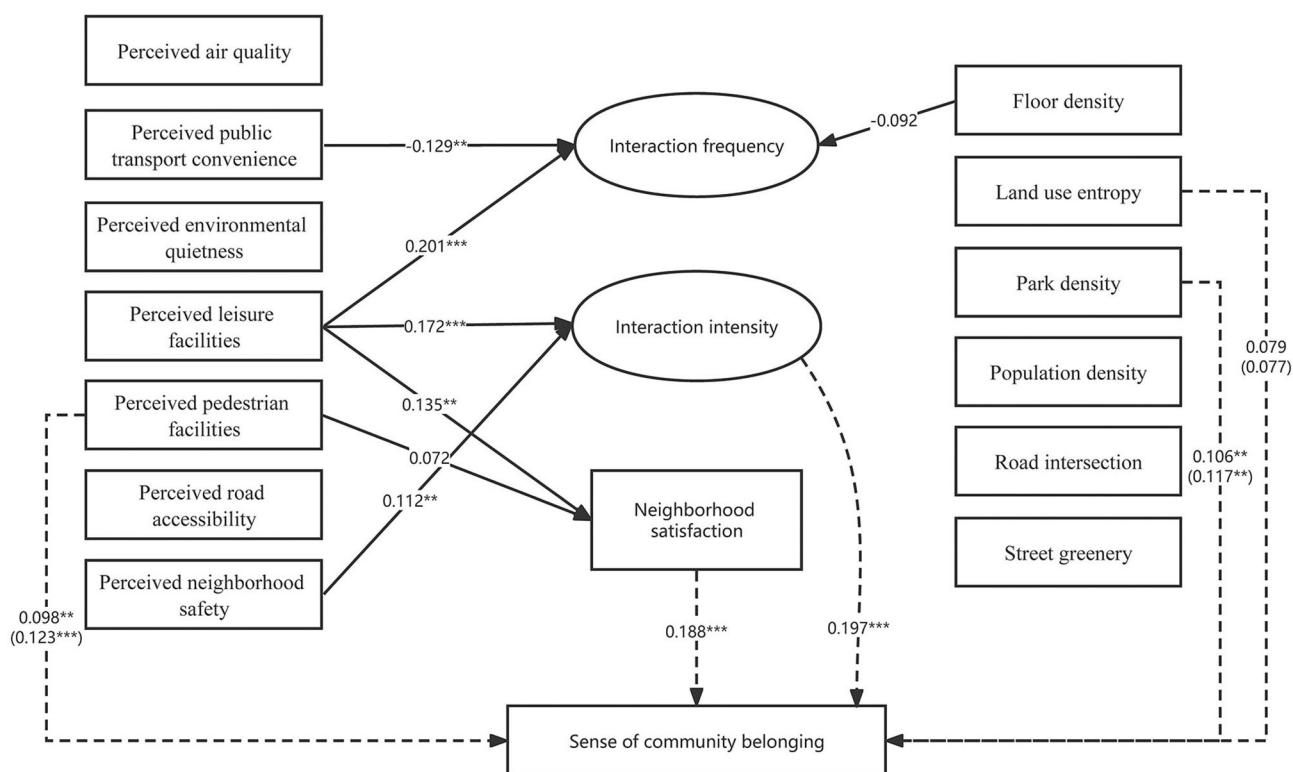 Perceived air quality
Perceived public
transport convenience
Perceived environmental
quietness
Perceived leisure
facilities
Perceived pedestrian
facilities
Perceived road
accessibility
Perceived neighborhood
safety
0.098**
(0.123***)
-0.129**
0.201***
0.172***
0.135**
0.072
0.112**
Interaction frequency
Interaction intensity
Neighborhood
satisfaction
0.188***
0.197***
Sense of community belonging
-0.092
Floor density
Land use entropy
Park density
Population density
Road intersection
Street greenery
0.079
(0.077)
0.106**
(0.117**)